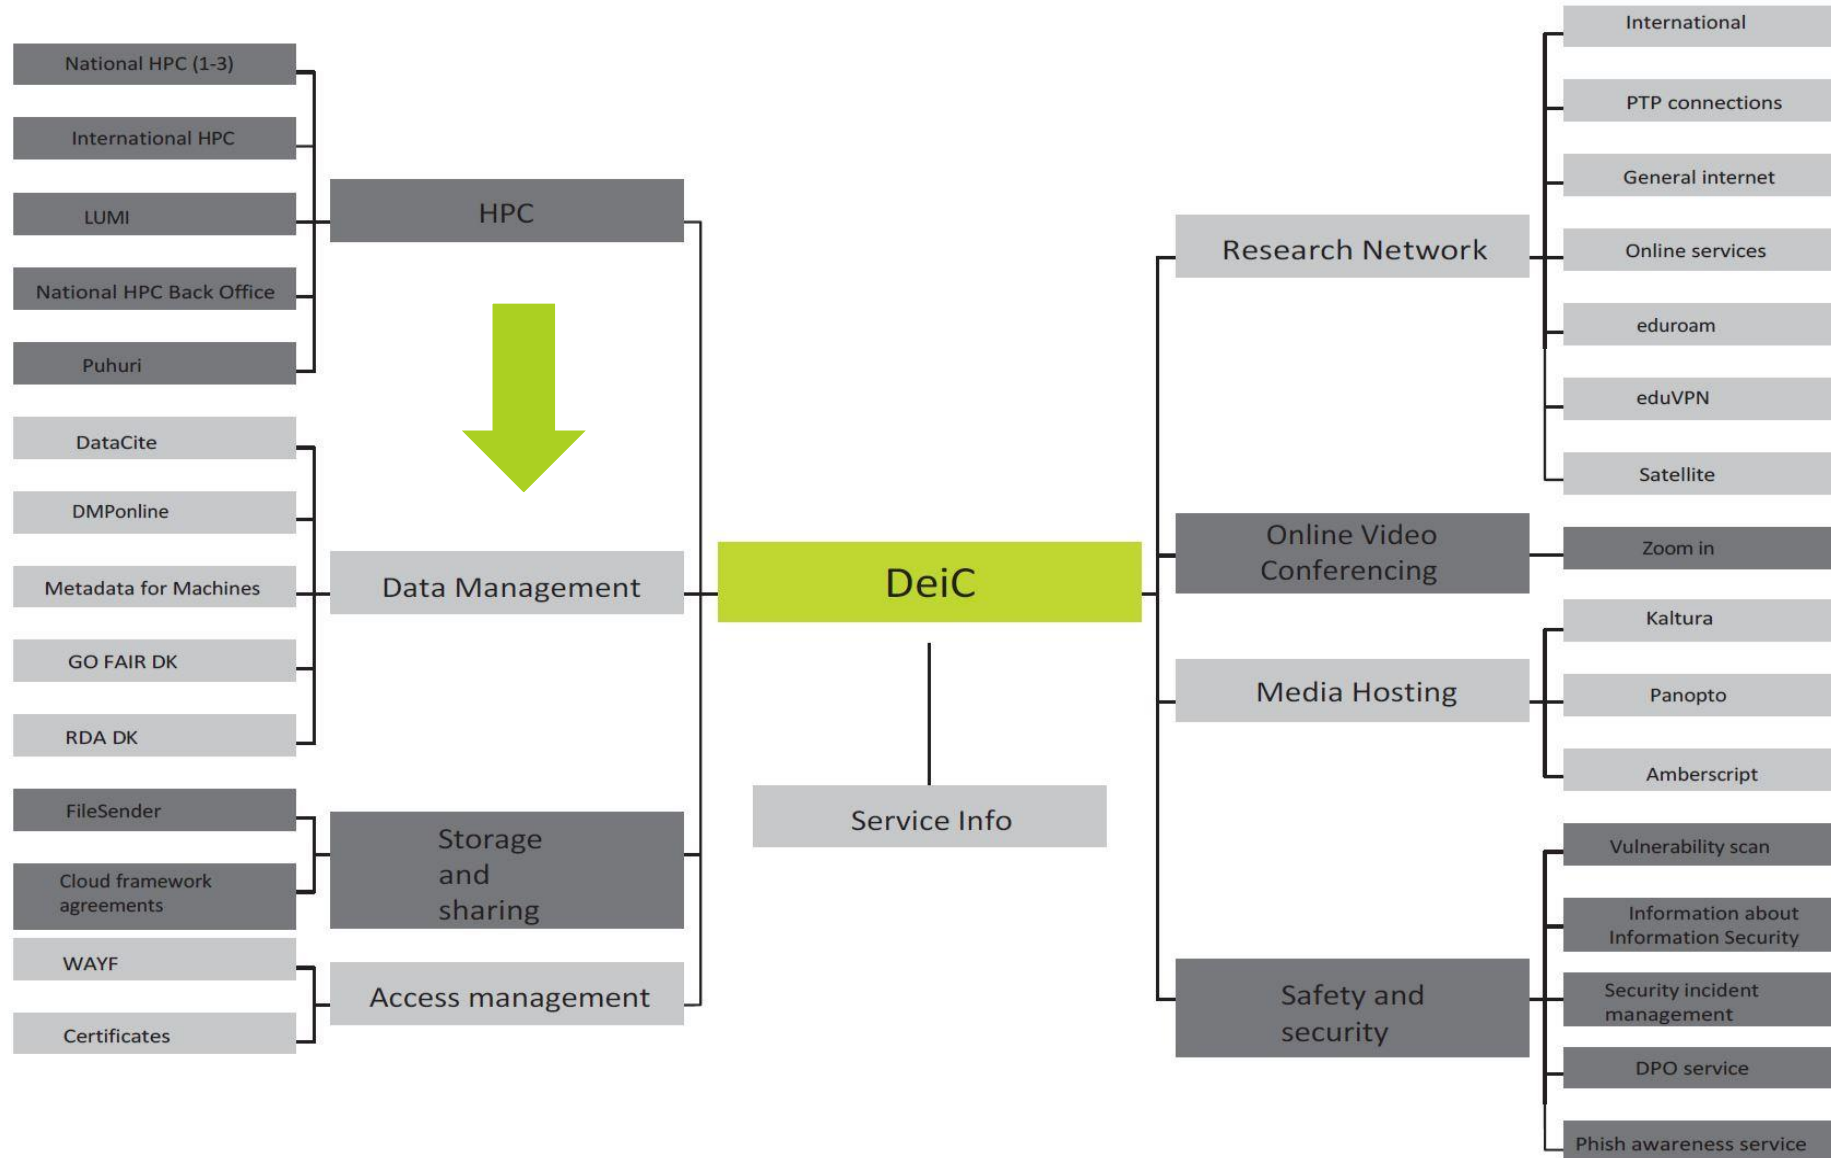 National HPC (1-3)
International HPC
LUMI
National HPC Back Office
Puhuri
HPC
DataCite
DMPonline
Metadata for Machines
GO FAIR DK
RDA DK
Data Management
FileSender
Cloud framework
agreements
Storage
and
sharing
WAYF
Certificates
Access management
DeiC
Service Info
Research Network
International
PTP connections
General internet
Online services
eduroam
eduVPN
Satellite
Online Video
Conferencing
Zoom in
Media Hosting
Kaltura
Panopto
Amberscript
Safety and
security
Vulnerability scan
Information about
Information Security
Security incident
management
DPO service
Phish awareness service